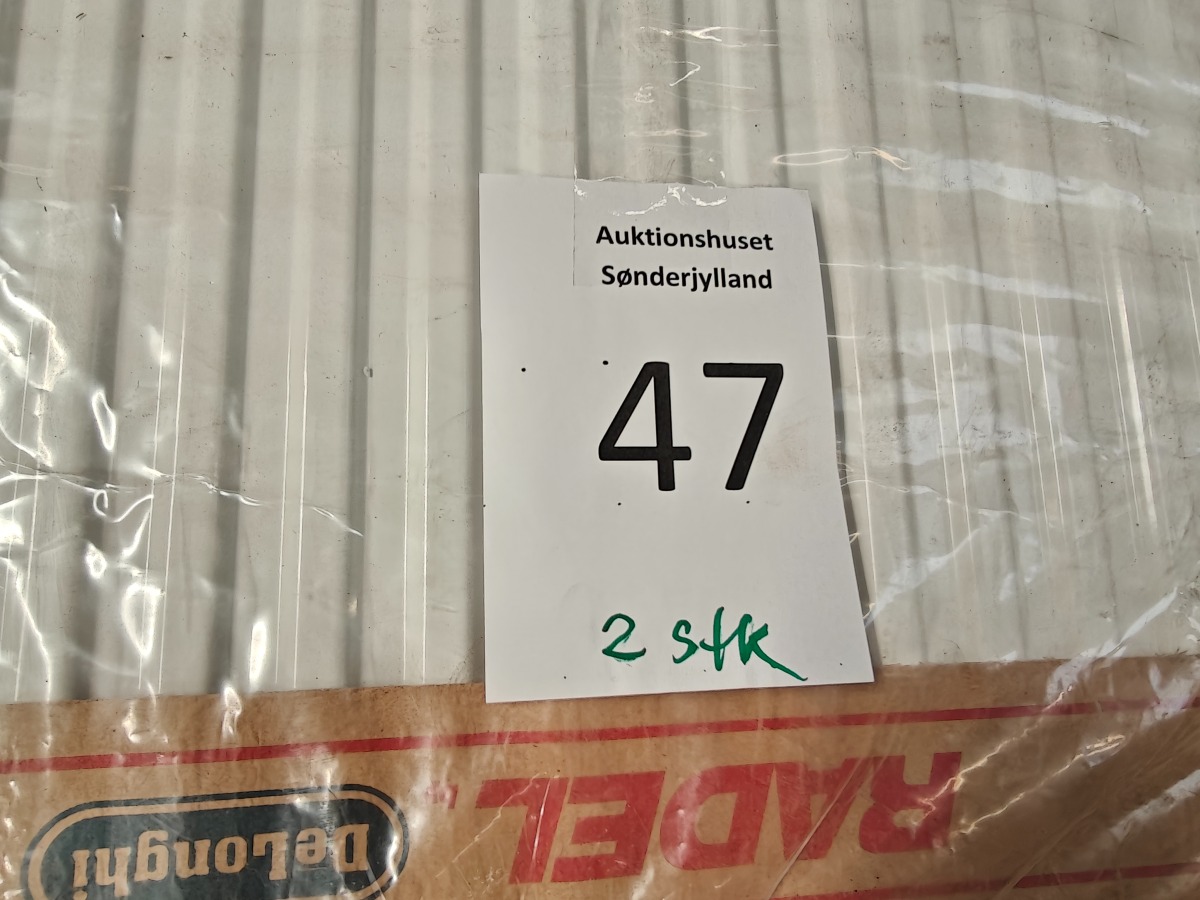 Auktionshuset
Sønderjylland
47
2 stk
RADEL
DeLonghi